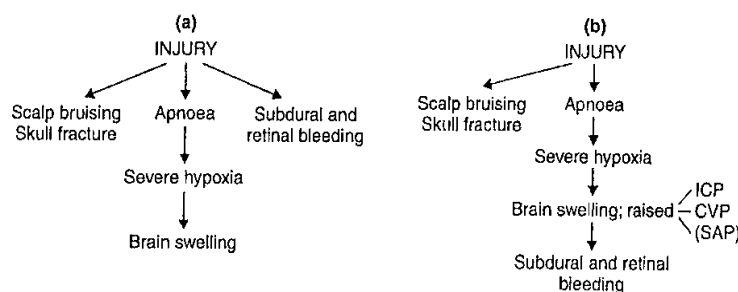 (a)
INJURY
Scalp bruising
Skull fracture
Apnoea
Subdural and
retinal bleeding
Severe hypoxia
Brain swelling
(b)
INJURY
Scalp bruising
Skull fracture
Apnoea
Severe hypoxia
Brain swelling; raised
ICP
CVP
(SAP)
Subdural and retinal
bleeding